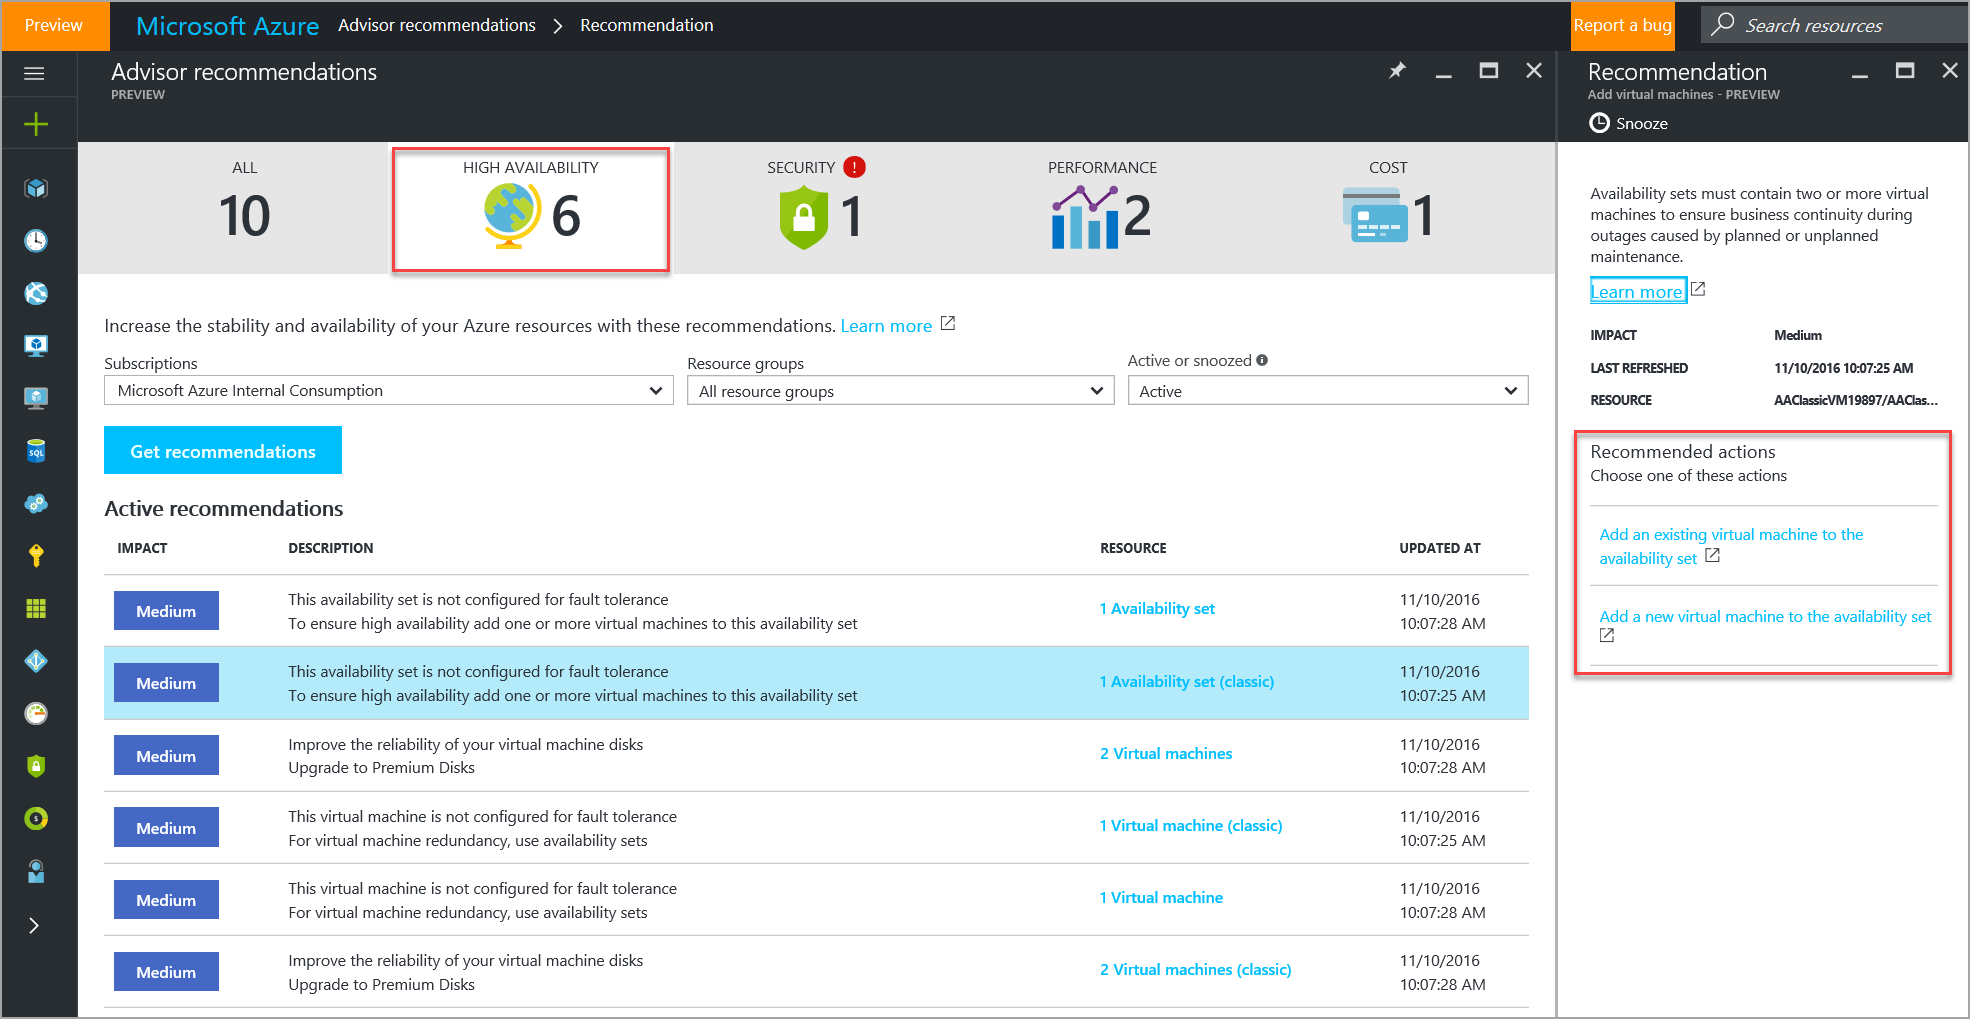 Preview
Microsoft Azure Advisor recommendations > Recommendation
Report a bug
Search resources
Advisor recommendations
PREVIEW
ALL
10
HIGH AVAILABILITY
6
SECURITY !
1
PERFORMANCE
2
COST
1
Increase the stability and availability of your Azure resources with these recommendations. Learn more
Subscriptions
Microsoft Azure Internal Consumption
Resource groups
All resource groups
Active or snoozed
Active
Get recommendations
Active recommendations
IMPACT DESCRIPTION RESOURCE UPDATED AT
Medium
This availability set is not configured for fault tolerance
To ensure high availability add one or more virtual machines to this availability set
1 Availability set
11/10/2016
10:07:28 AM
Medium
This availability set is not configured for fault tolerance
To ensure high availability add one or more virtual machines to this availability set
1 Availability set (classic)
11/10/2016
10:07:25 AM
Medium
Improve the reliability of your virtual machine disks
Upgrade to Premium Disks
2 Virtual machines
11/10/2016
10:07:28 AM
Medium
This virtual machine is not configured for fault tolerance
For virtual machine redundancy, use availability sets
1 Virtual machine (classic)
11/10/2016
10:07:25 AM
Medium
This virtual machine is not configured for fault tolerance
For virtual machine redundancy, use availability sets
1 Virtual machine
11/10/2016
10:07:28 AM
Medium
Improve the reliability of your virtual machine disks
Upgrade to Premium Disks
2 Virtual machines (classic)
11/10/2016
10:07:28 AM
SQL
Recommendation
Add virtual machines - PREVIEW
Snooze
Availability sets must contain two or more virtual
machines to ensure business continuity during
outages caused by planned or unplanned
maintenance.
Learn more
IMPACT Medium
LAST REFRESHED 11/10/2016 10:07:25 AM
RESOURCE AAClassicVM19897/AAClas...
Recommended actions
Choose one of these actions
Add an existing virtual machine to the
availability set
Add a new virtual machine to the availability set